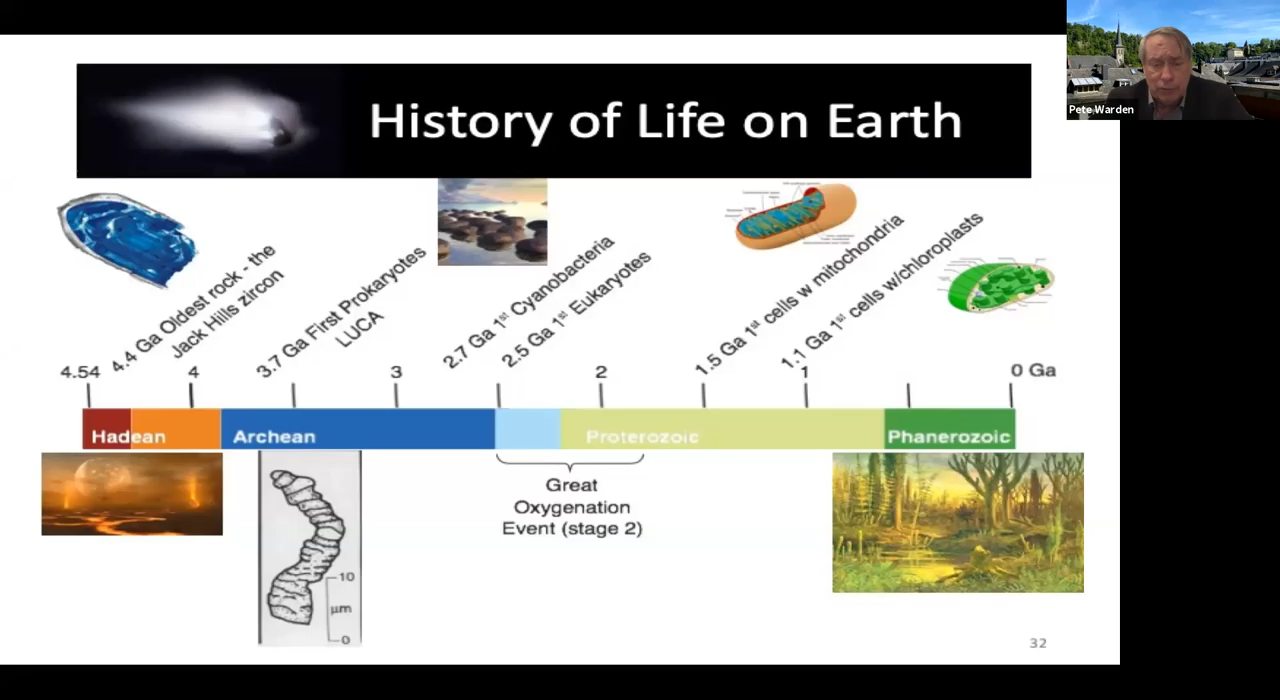 Pete Warden
History of Life on Earth
4.4 Ga Oldest rock - the
Jack Hills zircon
3.7 Ga First Prokaryotes
LUCA
2.7 Ga 1st Cyanobacteria
2.5 Ga 1st Eukaryotes
1.5 Ga 1st cells w mitochondria
1.1 Ga 1st cells w/chloroplasts
4.54 4 3 2 1 0 Ga
Hadean Archean Proterozoic Phanerozoic
Great
Oxygenation
Event (stage 2)
10
µm
0
32